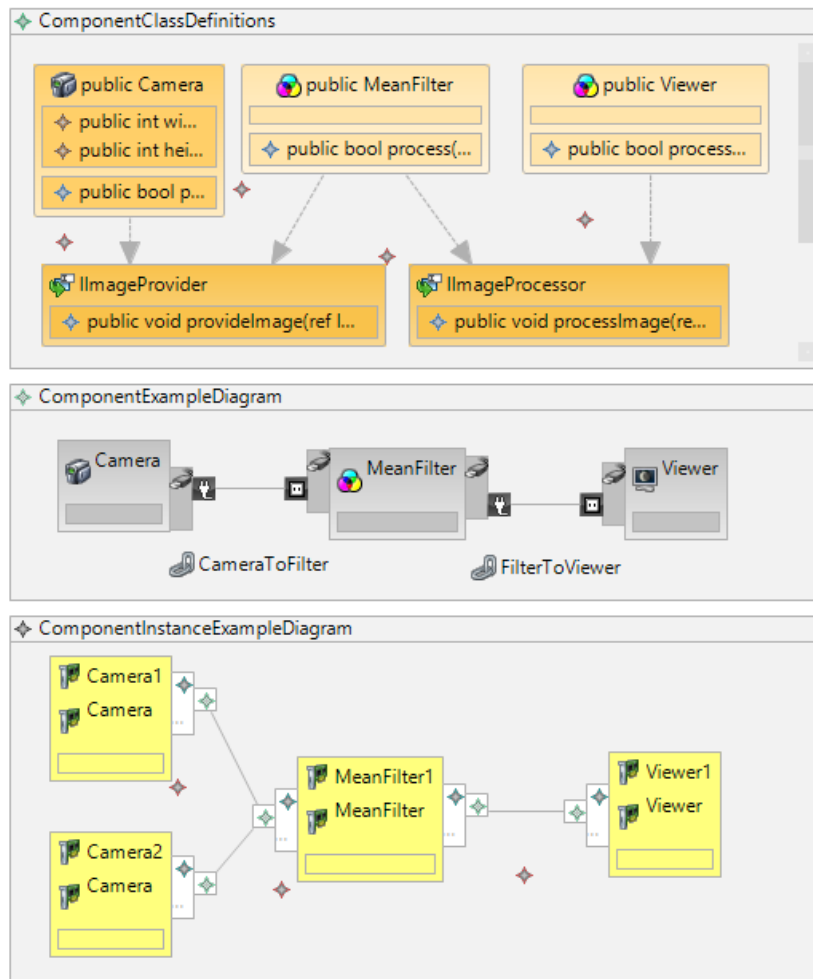 ComponentClassDefinitions
public Camera
public int wi...
public int hei...
public bool p...
public MeanFilter
public bool process(...
public Viewer
public bool process...
IImageProvider
public void provideImage(ref I...
IImageProcessor
public void processImage(re...
ComponentExampleDiagram
Camera
MeanFilter
Viewer
CameraToFilter
FilterToViewer
ComponentInstanceExampleDiagram
Camera1
Camera
...
Camera2
Camera
...
...
MeanFilter1
MeanFilter
...
...
Viewer1
Viewer